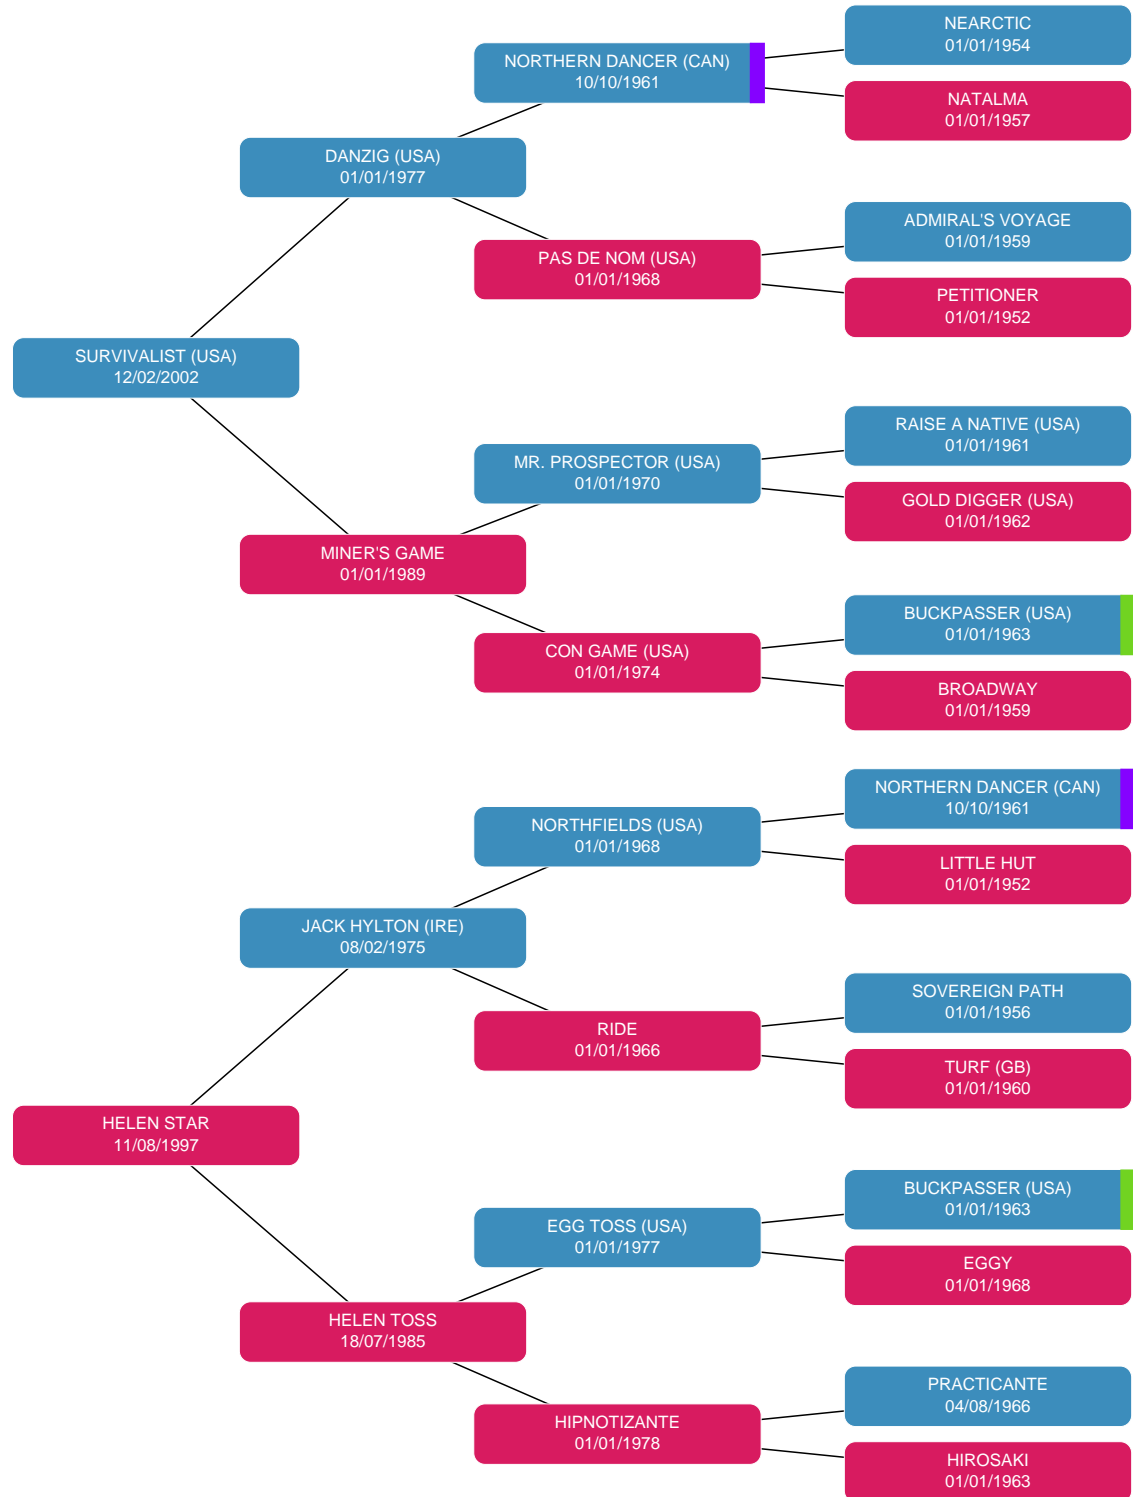 NEARCTIC
01/01/1954
NORTHERN DANCER (CAN)
10/10/1961
NATALMA
01/01/1957
DANZIG (USA)
01/01/1977
ADMIRAL'S VOYAGE
01/01/1959
PAS DE NOM (USA)
01/01/1968
PETITIONER
01/01/1952
SURVIVALIST (USA)
12/02/2002
RAISE A NATIVE (USA)
01/01/1961
MR. PROSPECTOR (USA)
01/01/1970
GOLD DIGGER (USA)
01/01/1962
MINER'S GAME
01/01/1989
BUCKPASSER (USA)
01/01/1963
CON GAME (USA)
01/01/1974
BROADWAY
01/01/1959
NORTHERN DANCER (CAN)
10/10/1961
NORTHFIELDS (USA)
01/01/1968
LITTLE HUT
01/01/1952
JACK HYLTON (IRE)
08/02/1975
SOVEREIGN PATH
01/01/1956
RIDE
01/01/1966
TURF (GB)
01/01/1960
HELEN STAR
11/08/1997
BUCKPASSER (USA)
01/01/1963
EGG TOSS (USA)
01/01/1977
EGGY
01/01/1968
HELEN TOSS
18/07/1985
PRACTICANTE
04/08/1966
HIPNOTIZANTE
01/01/1978
HIROSAKI
01/01/1963